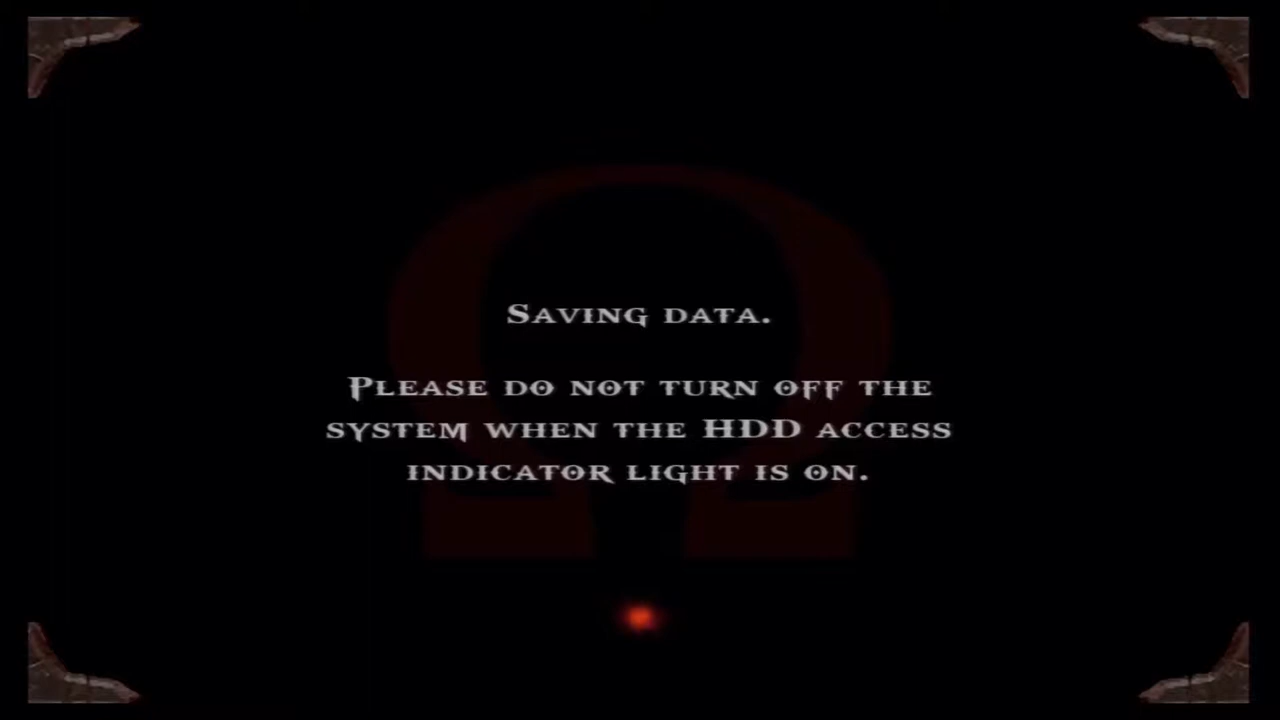 Saving data.
Please do not turn off the
system when the HDD access
indicator light is on.